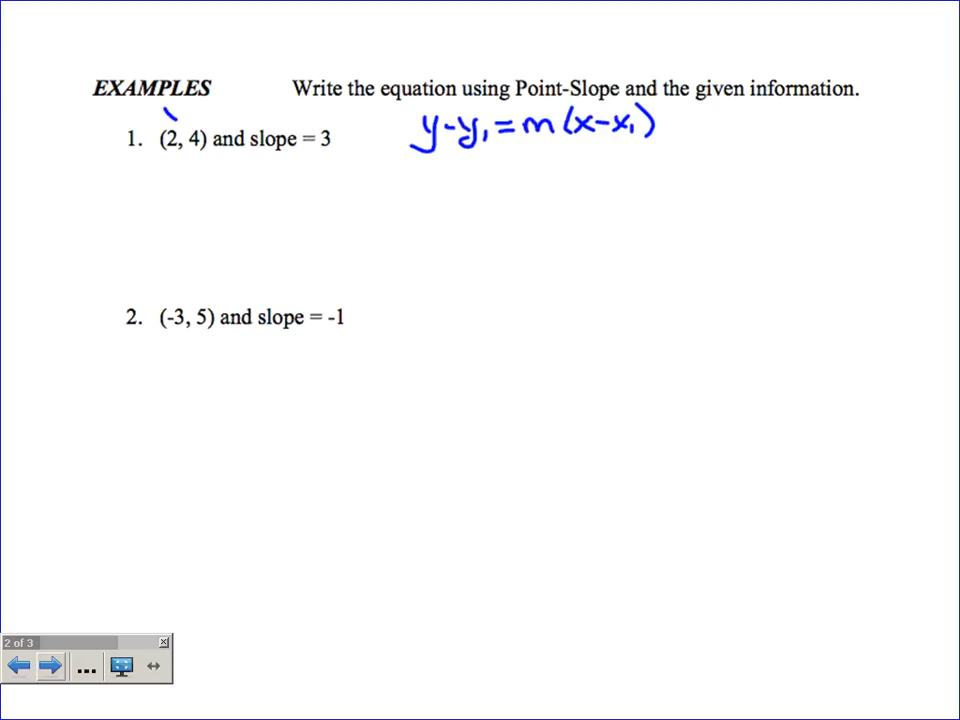 EXAMPLES Write the equation using Point-Slope and the given information.
1. (2, 4) and slope = 3 y-y₁=m(x-x₁)
2. (-3, 5) and slope = -1
2 of 3
...